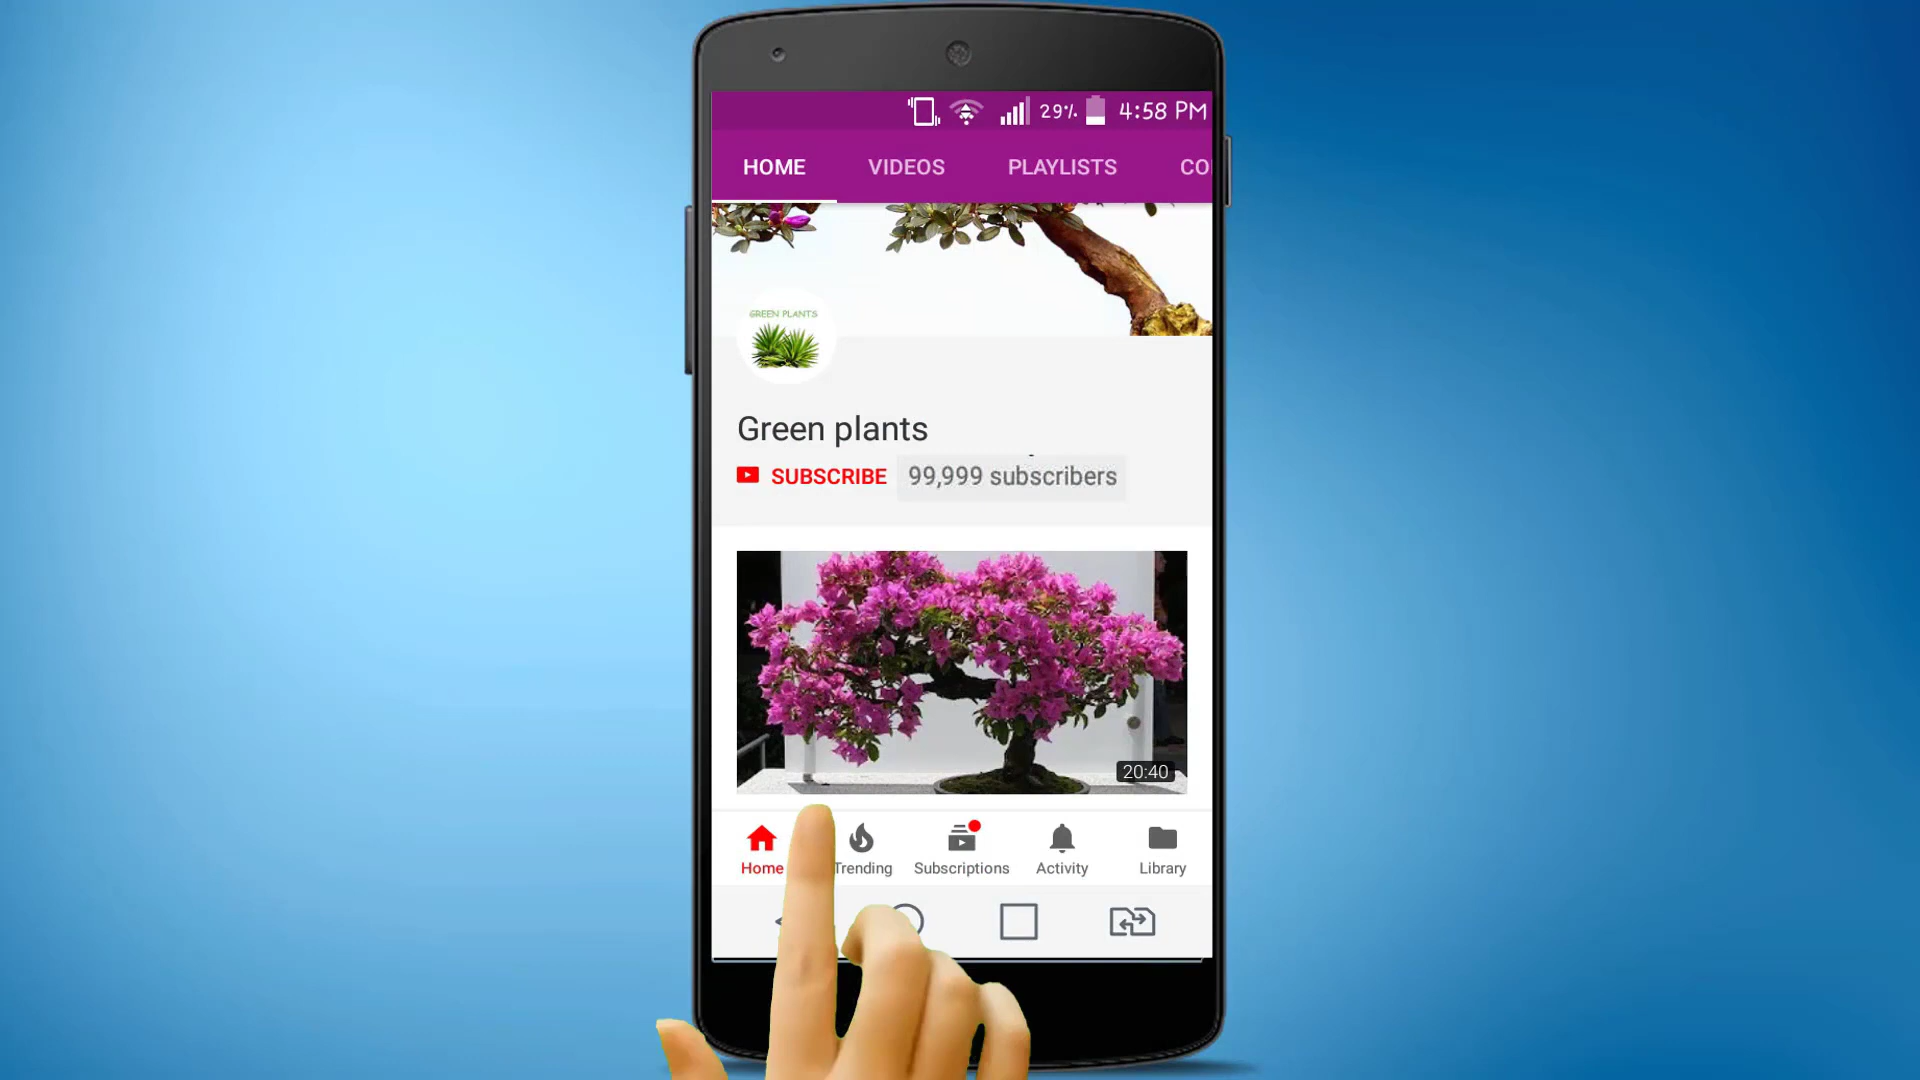 29% 4:58 PM
HOME VIDEOS PLAYLISTS CO
GREEN PLANTS
Green plants
SUBSCRIBE 99,999 subscribers
20:40
Home Trending Subscriptions Activity Library